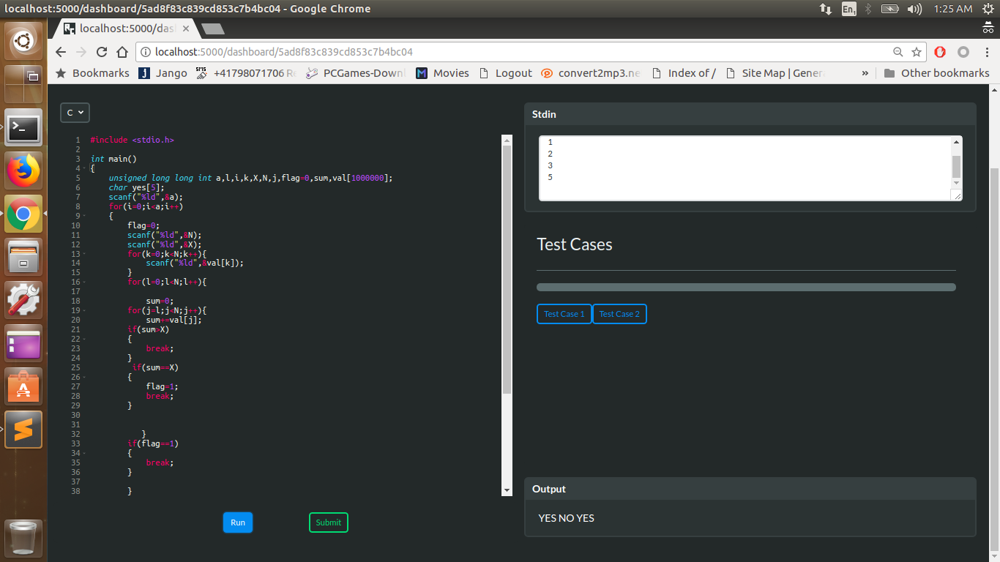 localhost:5000/dashboard/5ad8f83c839cd853c7b4bc04 - Google Chrome
En1
1:25 AM
localhost:5000/das
localhost:5000/dashboard/5ad8f83c839cd853c7b4bc04
Bookmarks J Jango SMS +41798071706 Re PCGames-Downl M Movies Logout convert2mp3.ne Index of / Site Map | Gener » Other bookmarks
C
1 #include <stdio.h>
2
3 int main()
4 {
5 unsigned long long int a,l,i,k,X,N,j,flag=0,sum,val[1000000];
6 char yes[5];
7 scanf("%ld",&a);
8 for(i=0;i<a;i++)
9 {
10 flag=0;
11 scanf("%ld",&N);
12 scanf("%ld",&X);
13 for(k=0;k<N;k++){
14 scanf("%ld",&val[k]);
15 }
16 for(l=0;l<N;l++){
17
18 sum=0;
19 for(j=l;j<N;j++){
20 sum+=val[j];
21 if(sum>X)
22 {
23 break;
24 }
25 if(sum==X)
26 {
27 flag=1;
28 break;
29 }
30
31
32 }
33 if(flag==1)
34 {
35 break;
36 }
37
38 }
Run Submit
Stdin
1
2
3
5
Test Cases
Test Case 1 Test Case 2
Output
YES NO YES